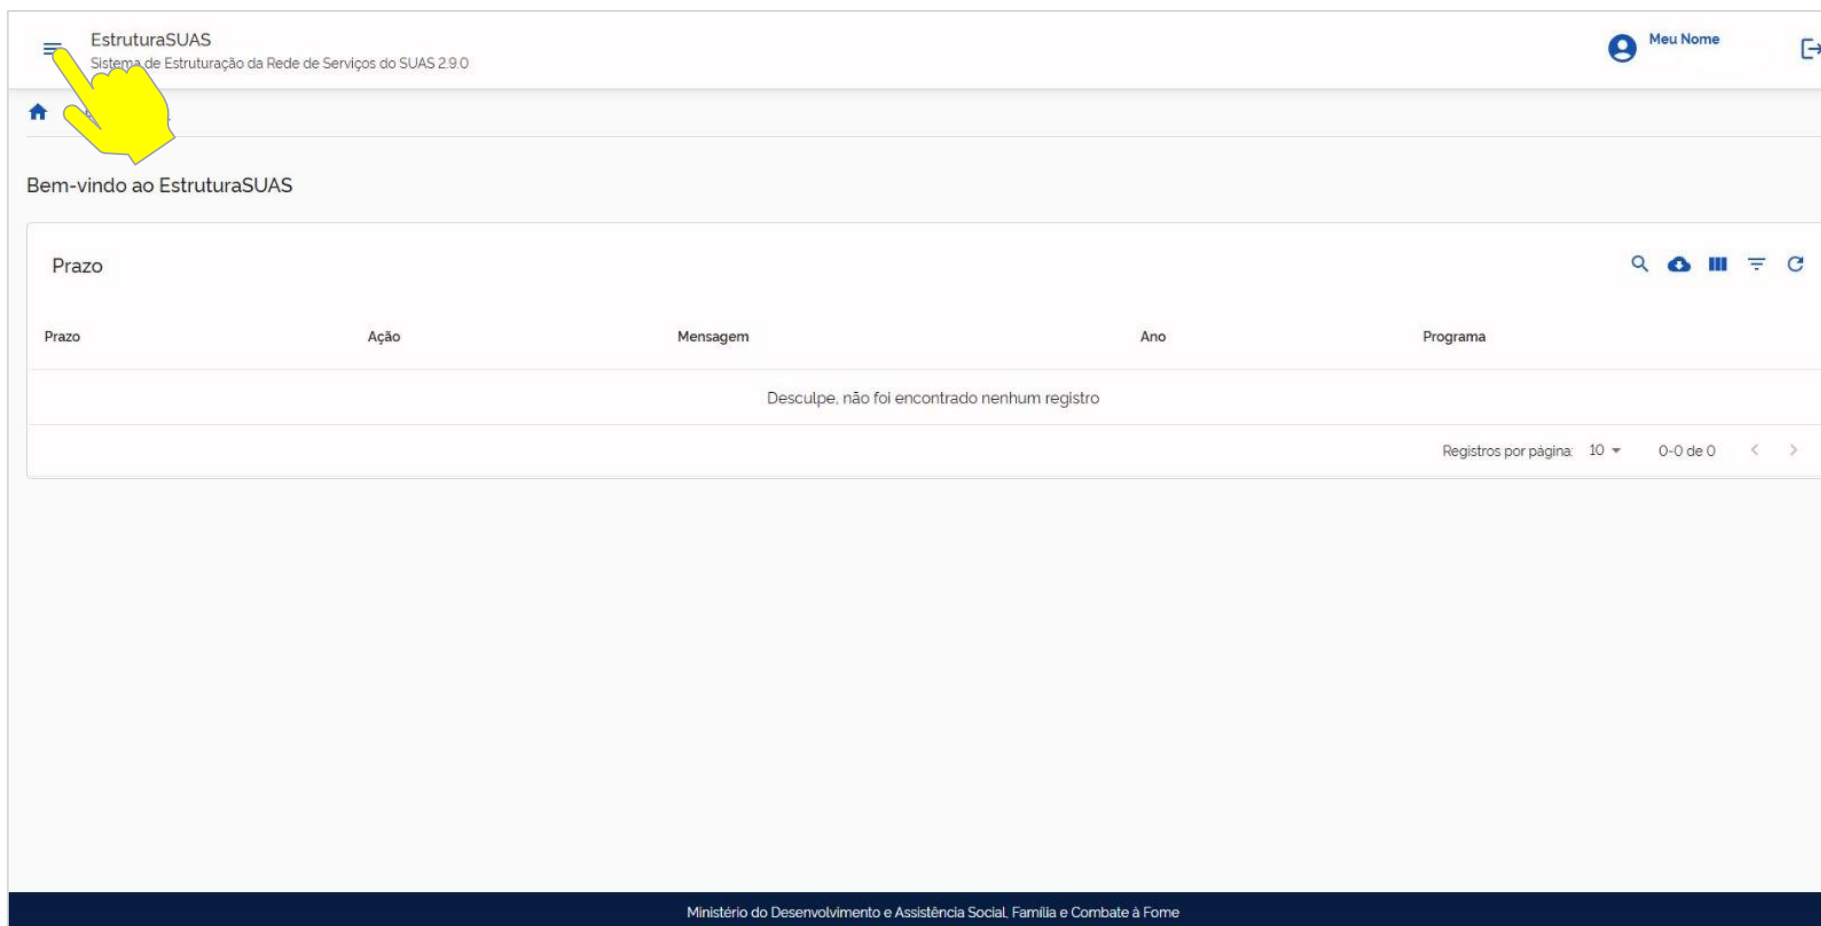 EstruturaSUAS
Sistema de Estruturação da Rede de Serviços do SUAS 2.9.0
Meu Nome
Bem-vindo ao EstruturaSUAS
Prazo
Prazo Ação Mensagem Ano Programa
Desculpe, não foi encontrado nenhum registro
Registros por página: 10 0-0 de 0
Ministério do Desenvolvimento e Assistência Social, Família e Combate à Fome